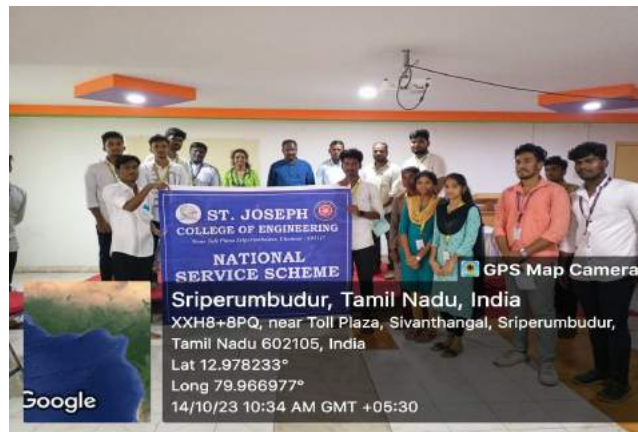 ST. JOSEPH
COLLEGE OF ENGINEERING
NATIONAL
SERVICE SCHEME
GPS Map Camera
Sriperumbudur, Tamil Nadu, India
XXH8+8PQ, near Toll Plaza, Sivanthangal, Sriperumbudur,
Tamil Nadu 602105, India
Lat 12.978233°
Long 79.966977°
14/10/23 10:34 AM GMT +05:30
Google